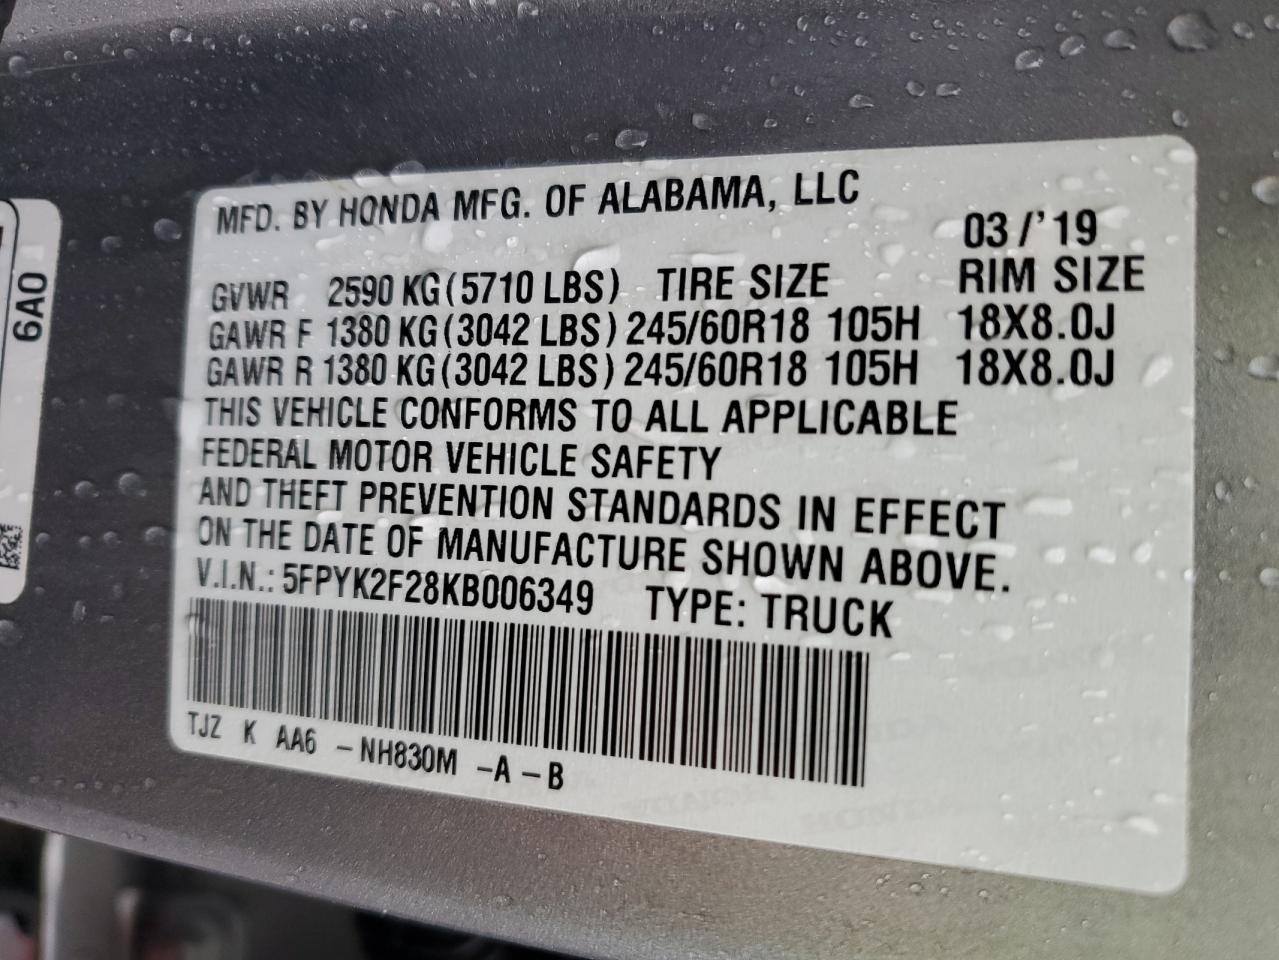 MFD. BY HONDA MFG. OF ALABAMA, LLC
03/'19
GVWR 2590 KG(5710 LBS) TIRE SIZE RIM SIZE
GAWR F 1380 KG(3042 LBS) 245/60R18 105H 18X8.0J
GAWR R 1380 KG(3042 LBS) 245/60R18 105H 18X8.0J
THIS VEHICLE CONFORMS TO ALL APPLICABLE
FEDERAL MOTOR VEHICLE SAFETY
AND THEFT PREVENTION STANDARDS IN EFFECT
ON THE DATE OF MANUFACTURE SHOWN ABOVE.
V.I.N.: 5FPYK2F28KB006349 TYPE: TRUCK
TJZ K AA6 -NH830M -A-B
6A0